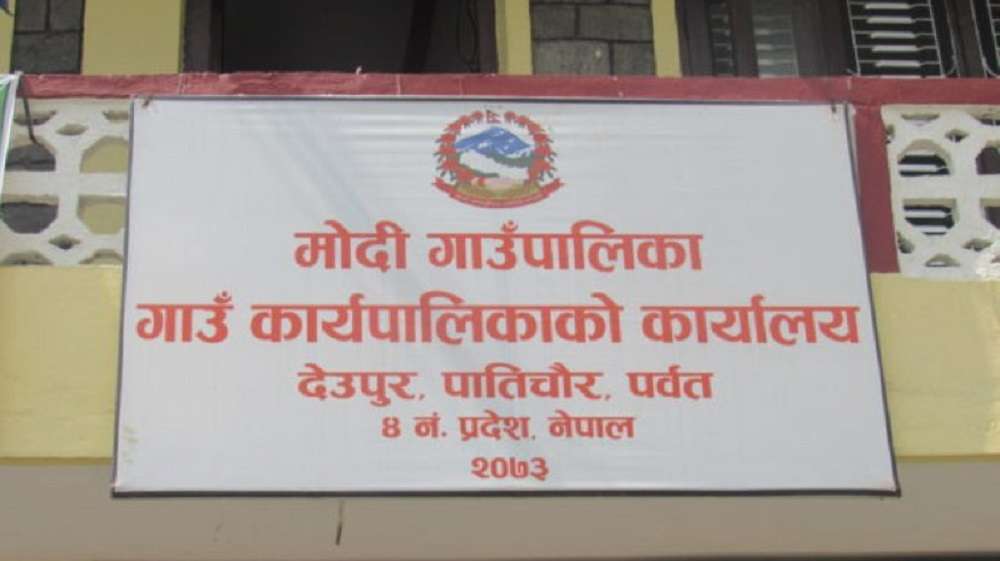 मोदी गाउँपालिका
गाउँ कार्यपालिकाको कार्यालय
देउपुर, पातिचौर, पर्वत
४ नं. प्रदेश, नेपाल
२०७३